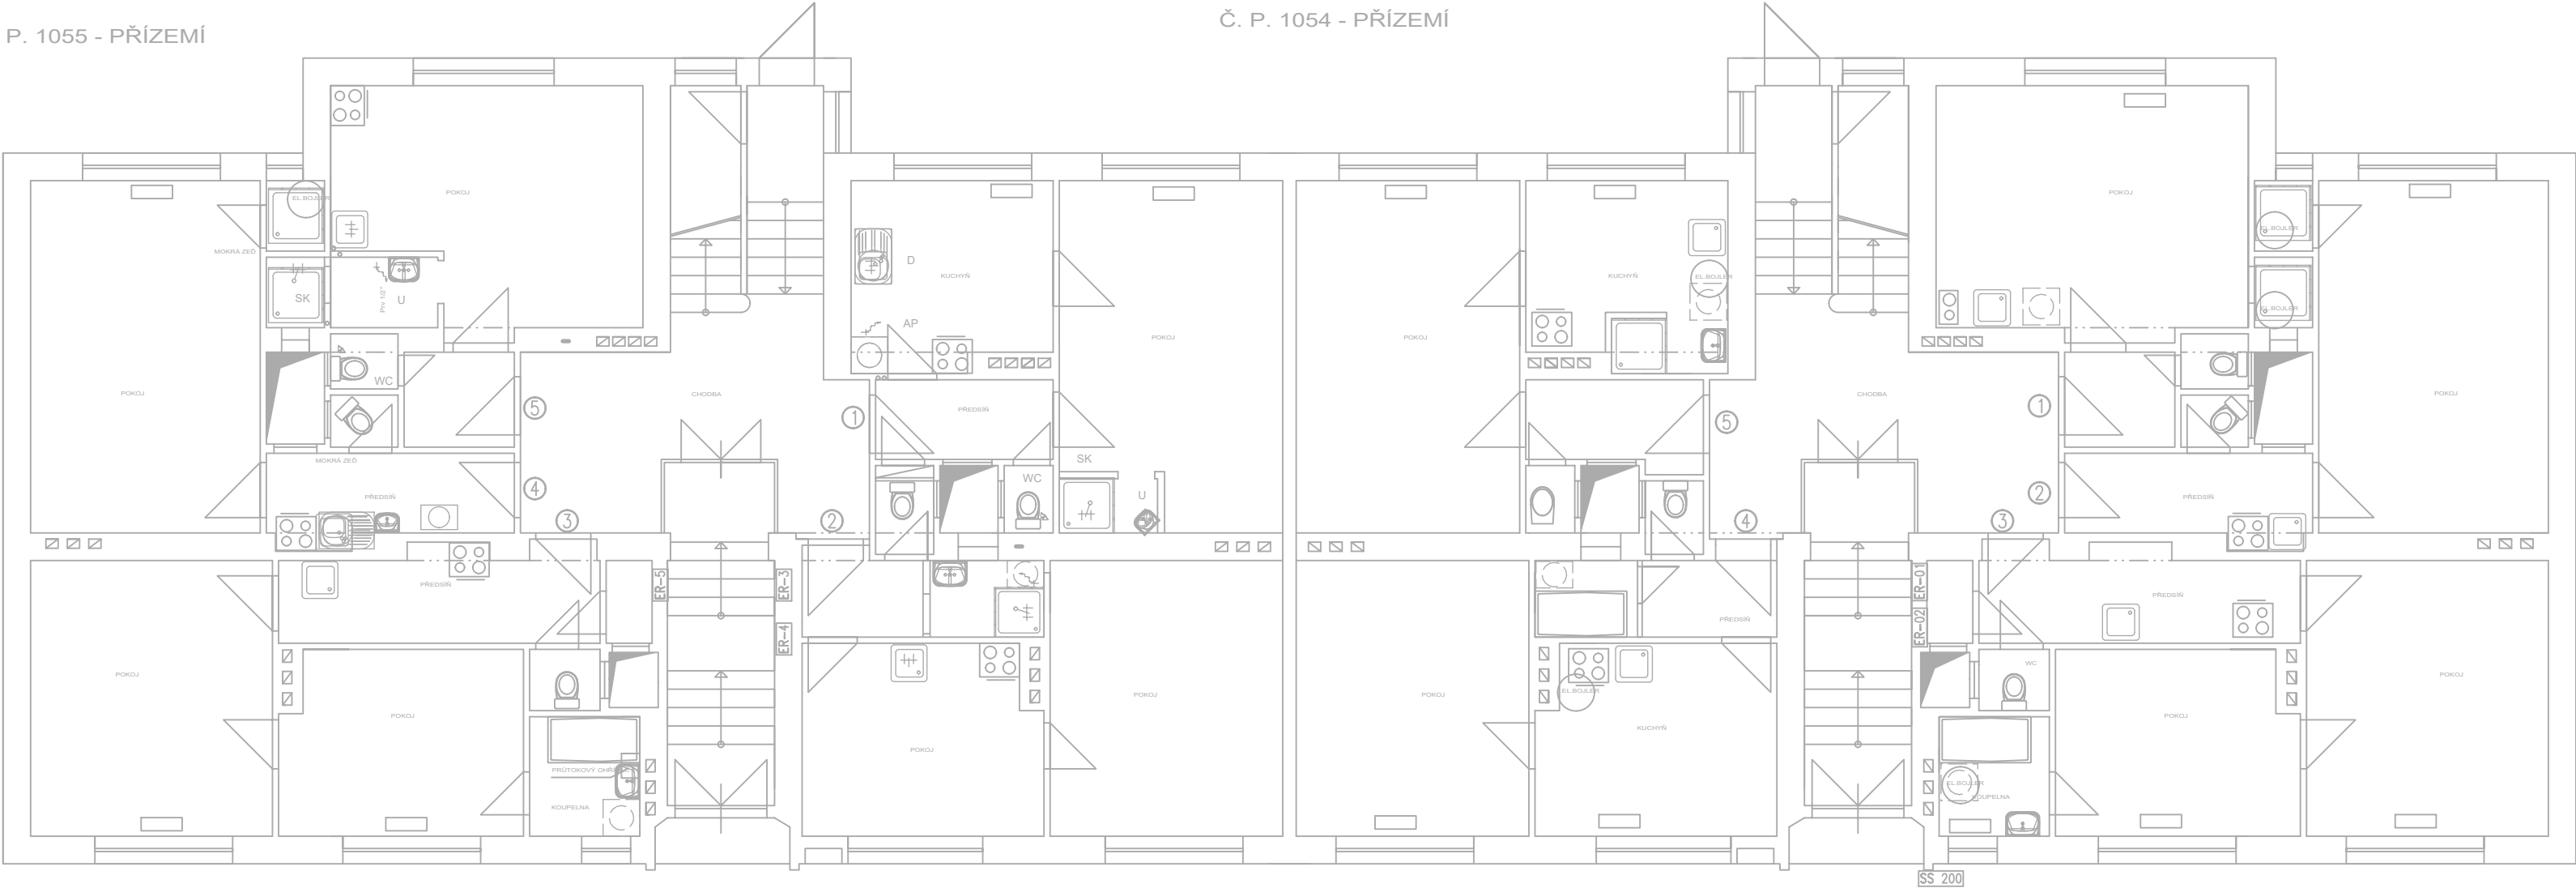 P. 1055 - PŘÍZEMÍ
Č. P. 1054 - PŘÍZEMÍ
POKOJ
POKOJ
EL.BOJLER
MOKRÁ ZEĎ
EL.BOJLER
D
KUCHYŇ
KUCHYŇ
EL.BOJLER
SK
Prv 1/2"
U
EL.BOJLER
AP
POKOJ
POKOJ
WC
POKOJ
CHODBA
CHODBA
POKOJ
5
1
PŘEDSÍŇ
5
1
MOKRÁ ZEĎ
SK
WC
4
PŘEDSÍŇ
U
2
PŘEDSÍŇ
3
2
4
3
ER-5
ER-3
ER-01
PŘEDSÍŇ
PŘEDSÍŇ
PŘEDSÍŇ
ER-4
ER-02
WC
POKOJ
POKOJ
POKOJ
EL.BOJLER
POKOJ
POKOJ
POKOJ
KUCHYŇ
POKOJ
PRŮTOKOVÝ
EL.BOJLER
KOUPELNA
KOUPELNA
SS 200